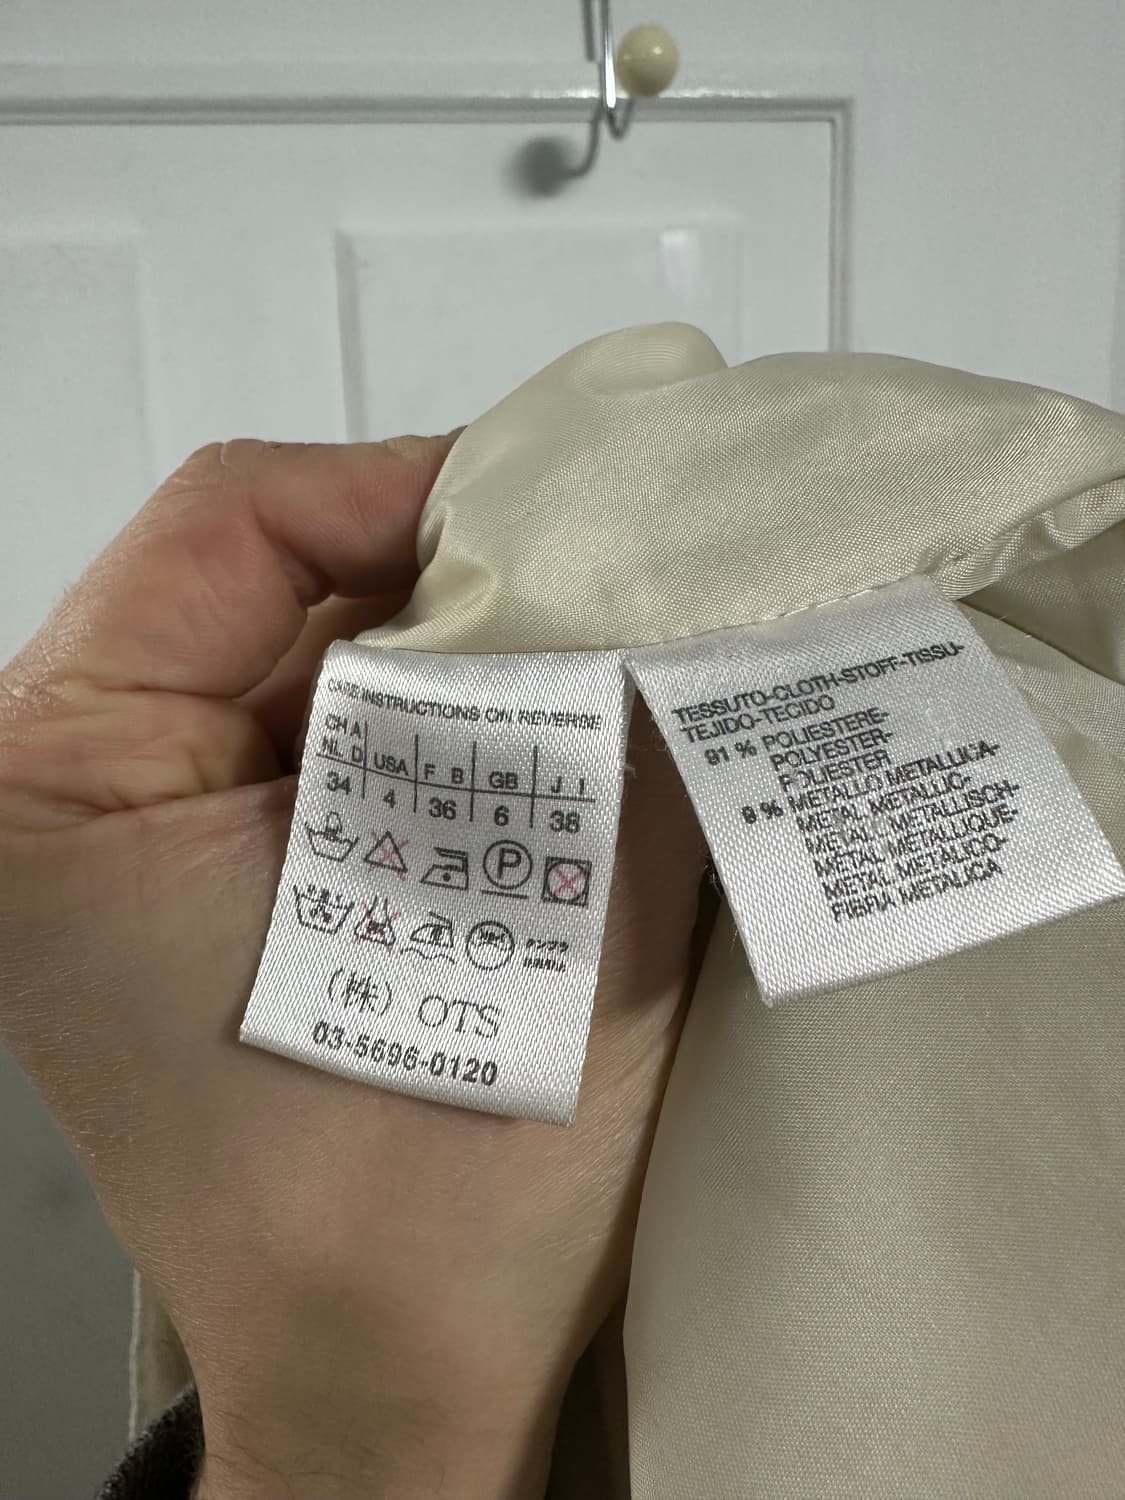 CARE INSTRUCTIONS ON REVERSE
CH A
NL D USA F B GB J I
34 4 36 6 38
P
(株) OTS
03-5696-0120
TESSUTO-CLOTH-STOFF-TISSU-
TEJIDO-TECIDO
91 % POLIESTERE-
POLYESTER-
POLIESTER
9 % METALLO METALLICA-
METAL METALLIC-
METALL METALLISCH-
METAL METALLIQUE-
METAL METALICO-
FIBRA METALICA